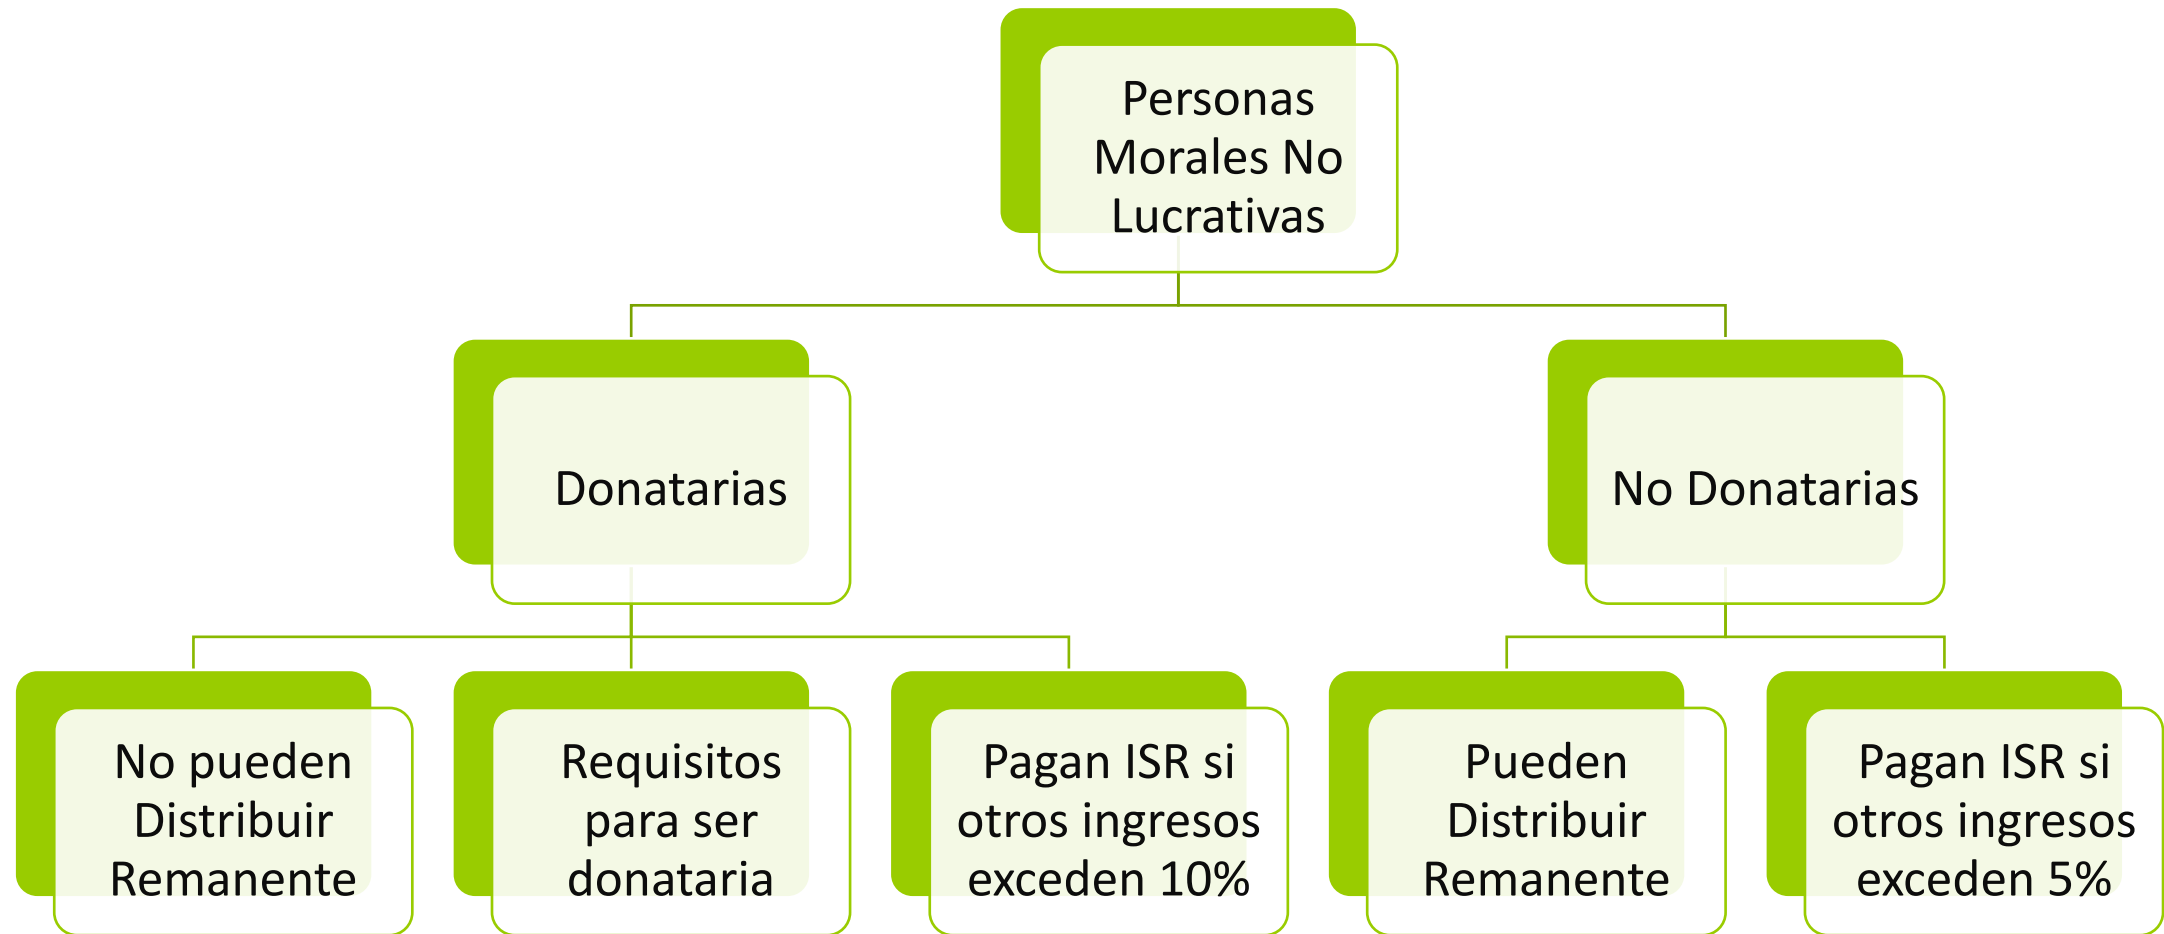 Personas
Morales No
Lucrativas
Donatarias
No Donatarias
No pueden
Distribuir
Remanente
Requisitos
para ser
donataria
Pagan ISR si
otros ingresos
exceden 10%
Pueden
Distribuir
Remanente
Pagan ISR si
otros ingresos
exceden 5%